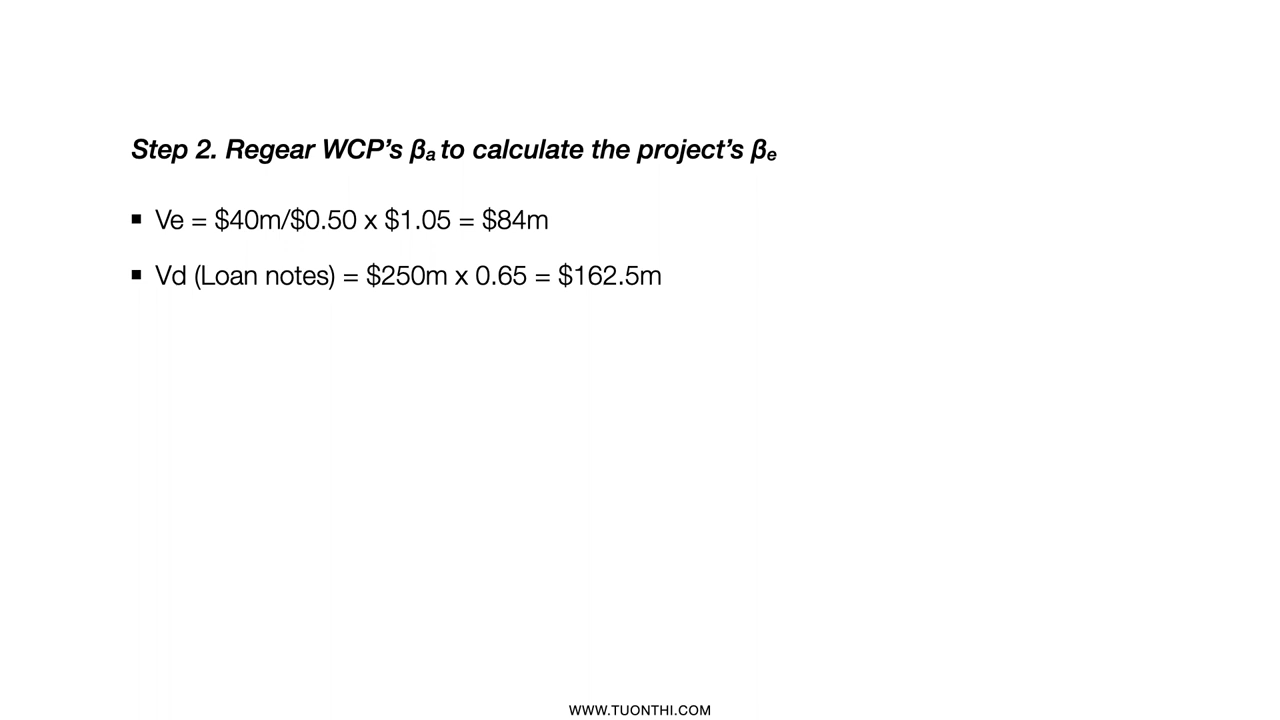 Step 2. Regear WCP’s βa to calculate the project’s βe
▪ Ve = $40m/$0.50 x $1.05 = $84m
▪ Vd (Loan notes) = $250m x 0.65 = $162.5m
WWW.TUONTHI.COM